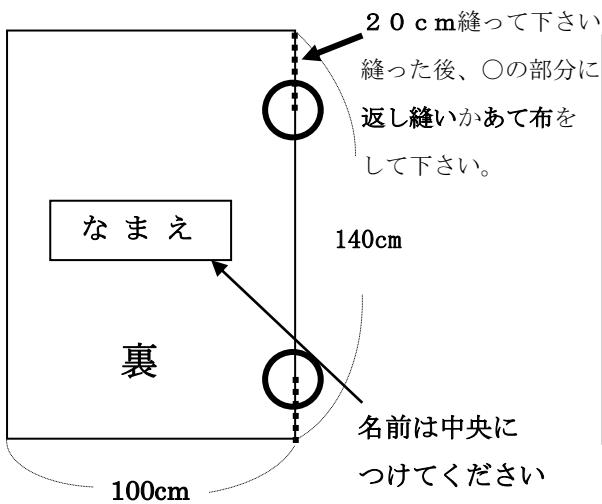 ２０ｃｍ縫って下さい
縫った後、○の部分に
返し縫いかあて布を
して下さい。
なまえ
140cm
裏
名前は中央に
つけてください
100cm